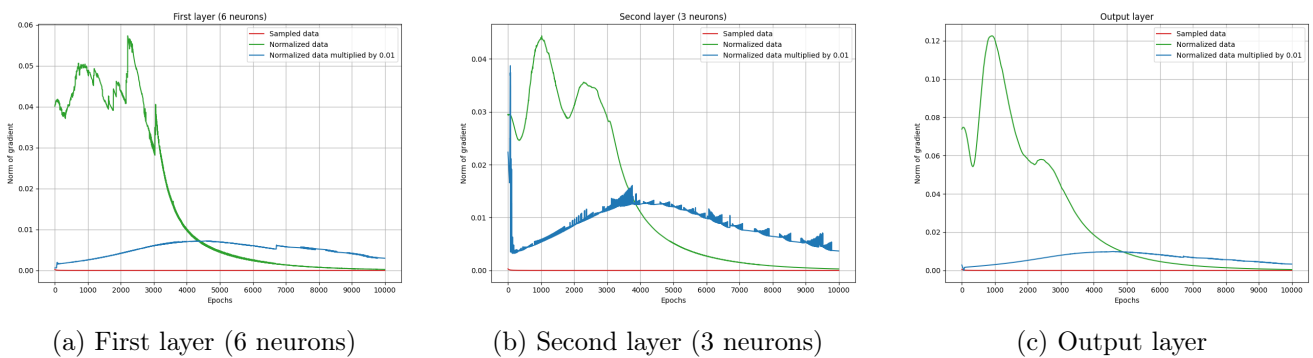 First layer (6 neurons)
0.06
0.05
0.04
0.03
0.02
0.01
0.00
Norm of gradient
0 1000 2000 3000 4000 5000 6000 7000 8000 9000 10000
Epochs
Sampled data
Normalized data
Normalized data multiplied by 0.01
(a) First layer (6 neurons)
Second layer (3 neurons)
0.04
0.03
0.02
0.01
0.00
Norm of gradient
0 1000 2000 3000 4000 5000 6000 7000 8000 9000 10000
Epochs
Sampled data
Normalized data
Normalized data multiplied by 0.01
(b) Second layer (3 neurons)
Output layer
0.12
0.10
0.08
0.06
0.04
0.02
0.00
Norm of gradient
0 1000 2000 3000 4000 5000 6000 7000 8000 9000 10000
Epochs
Sampled data
Normalized data
Normalized data multiplied by 0.01
(c) Output layer